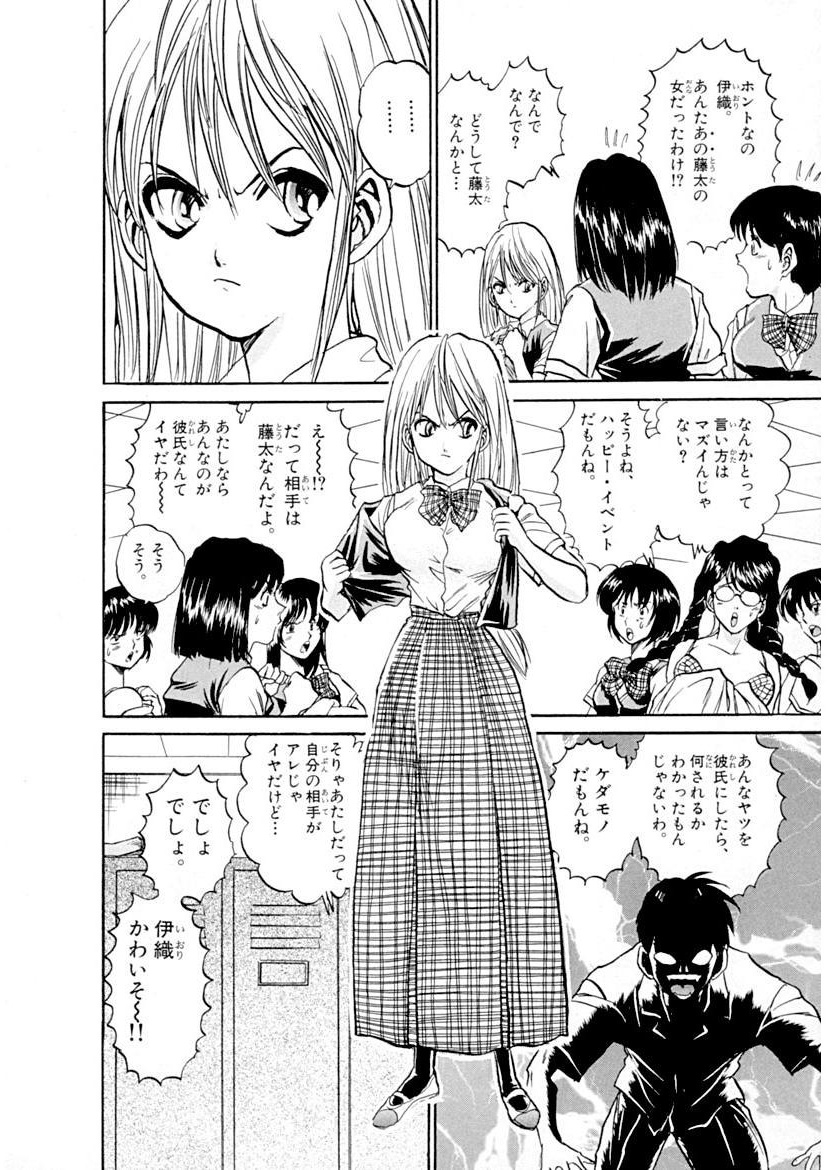 ホントなの
伊織。
あんたあの藤太の
女だったわけ!?
なんで
なんで?
どうして藤太
なんかと…
……
……
なんかとって
言い方は
マズイんじゃ
ない?
そうよね、
ハッピー・イベント
だもんね。
え〜〜!?
だって相手は
藤太なんだよ。
あたしなら
あんなのが
彼氏なんて
イヤだわ〜
そう
そう。
あんなヤツを
彼氏にしたら、
何されるか
わかったもん
じゃないわ。
ケダモノ
だもんね。
そりゃあたしだって
自分の相手が
アレじゃ
イヤだけど…
でしょ
でしょ。
伊織
かわいそ〜!!